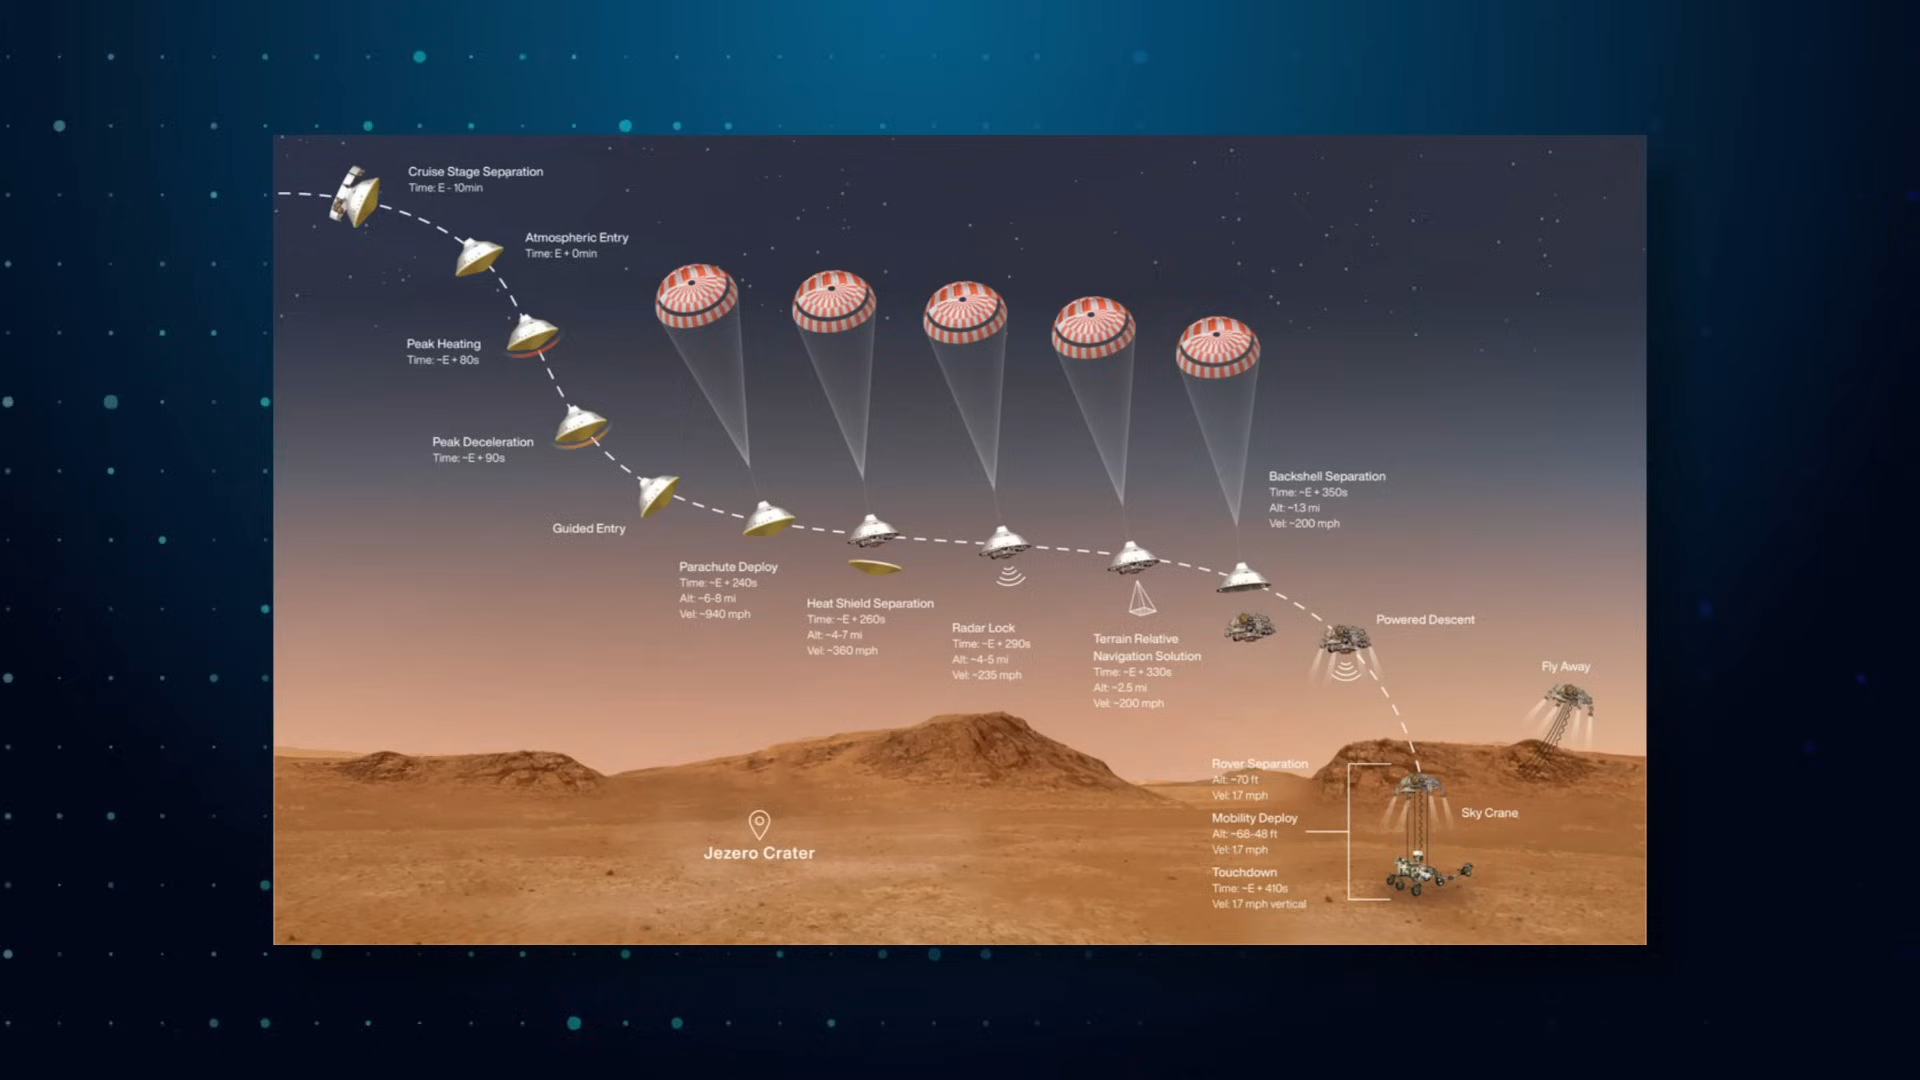 Cruise Stage Separation
Time: E - 10min
Atmospheric Entry
Time: E + 0min
Peak Heating
Time: ~E + 80s
Peak Deceleration
Time: ~E + 90s
Guided Entry
Parachute Deploy
Time: ~E + 240s
Alt: ~6-8 mi
Vel: ~940 mph
Heat Shield Separation
Time: ~E + 260s
Alt: ~4-7 mi
Vel: ~360 mph
Radar Lock
Time: ~E + 290s
Alt: ~4-5 mi
Vel: ~235 mph
Terrain Relative
Navigation Solution
Time: ~E + 330s
Alt: ~2.5 mi
Vel: ~200 mph
Backshell Separation
Time: ~E + 350s
Alt: ~1.3 mi
Vel: ~200 mph
Powered Descent
Fly Away
Rover Separation
Alt: ~70 ft
Vel: 1.7 mph
Mobility Deploy
Alt: ~68-48 ft
Vel: 1.7 mph
Touchdown
Time: ~E + 410s
Vel: 1.7 mph vertical
Sky Crane
Jezero Crater